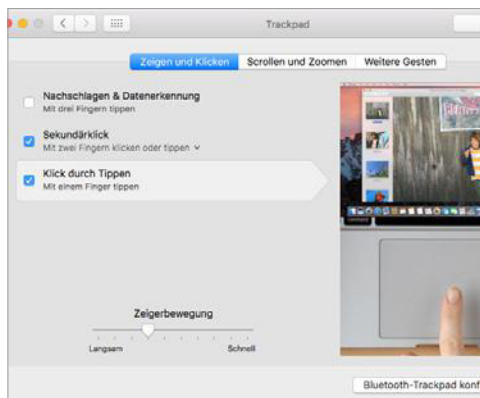 Trackpad
Zeigen und Klicken
Scrollen und Zoomen
Weitere Gesten
Nachschlagen & Datenerkennung
Mit drei Fingern tippen
Sekundärklick
Mit zwei Fingern klicken oder tippen
Klick durch Tippen
Mit einem Finger tippen
Zeigerbewegung
Langsam
Schnell
Bluetooth-Trackpad konf